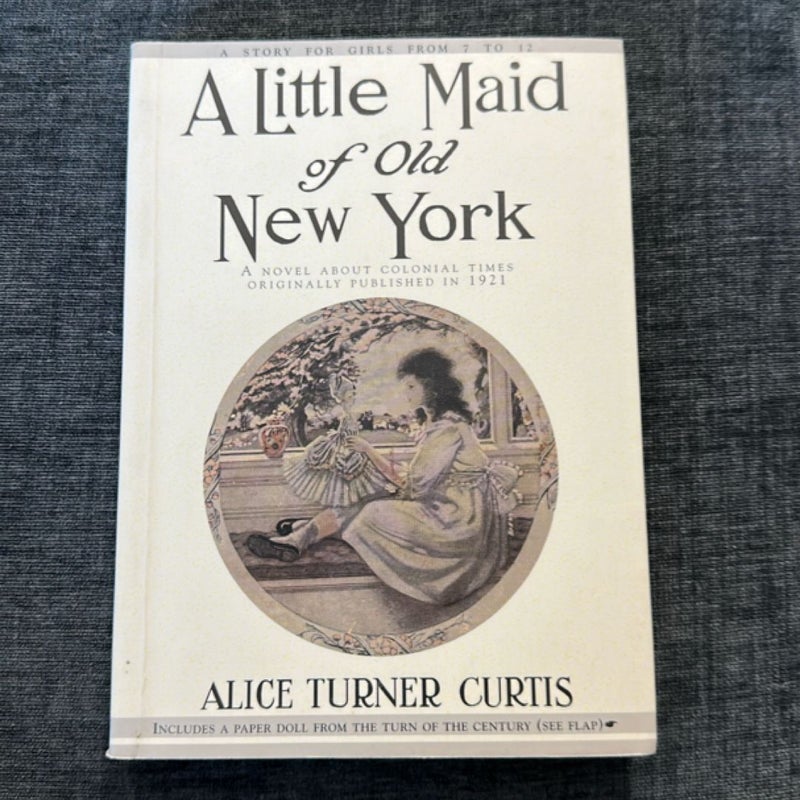 A STORY FOR GIRLS FROM 7 TO 12
A Little Maid
of Old
New York
A NOVEL ABOUT COLONIAL TIMES
ORIGINALLY PUBLISHED IN 1921
ALICE TURNER CURTIS
INCLUDES A PAPER DOLL FROM THE TURN OF THE CENTURY (SEE FLAP)☛